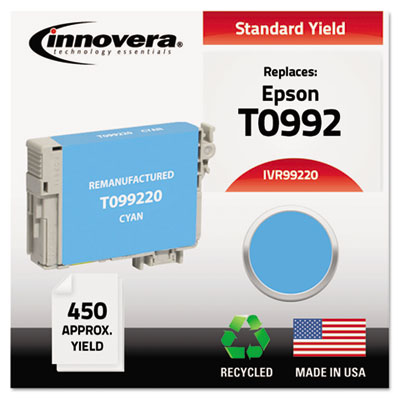 innovera
technology essentials
Standard Yield
Replaces:
Epson
T0992
IVR99220
REMANUFACTURED
T099220
CYAN
450
APPROX.
YIELD
RECYCLED
MADE IN USA